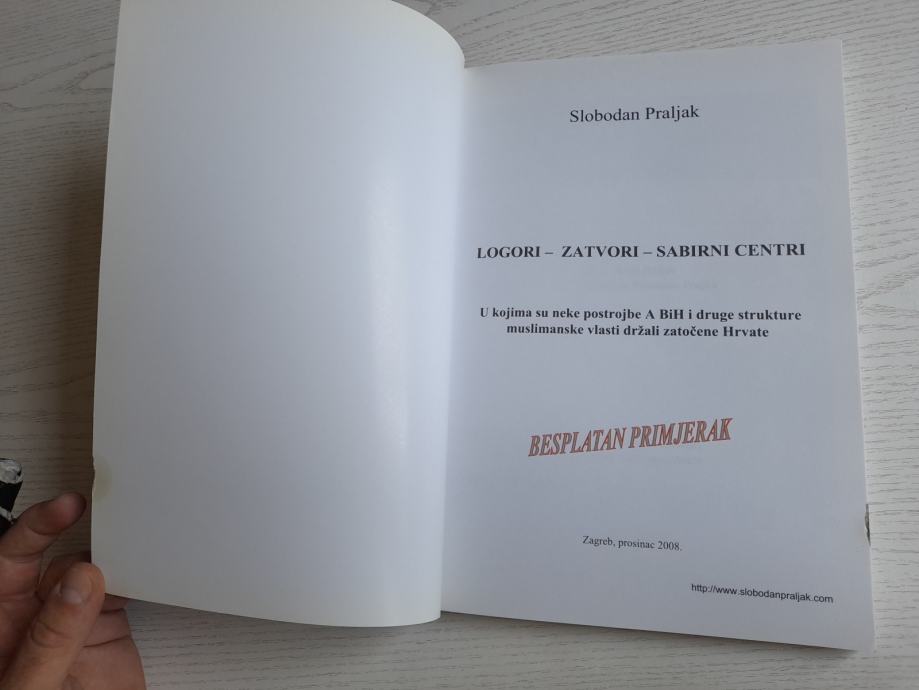 Slobodan Praljak
LOGORI – ZATVORI – SABIRNI CENTRI
U kojima su neke postrojbe A BiH i druge strukture
muslimanske vlasti držali zatočene Hrvate
BESPLATAN PRIMJERAK
Zagreb, prosinac 2008.
http://www.slobodanpraljak.com